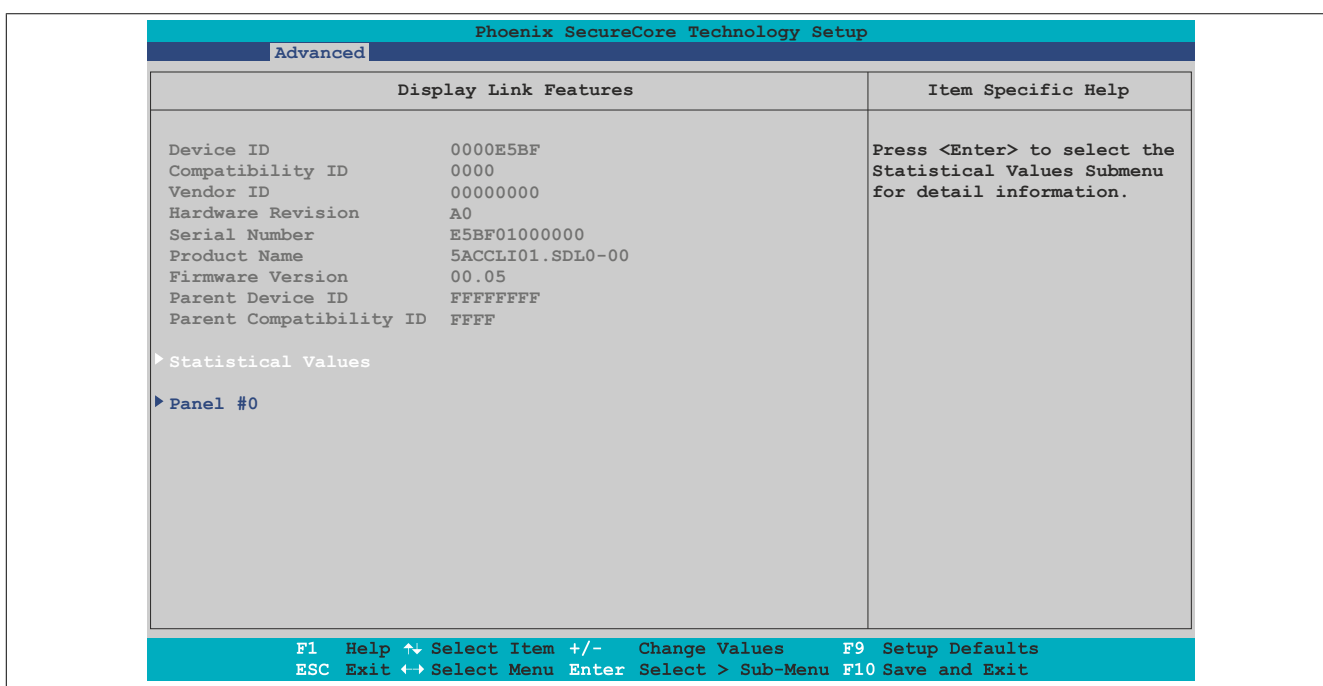 Phoenix SecureCore Technology Setup
Advanced
Display Link Features
Item Specific Help
Device ID 0000E5BF
Compatibility ID 0000
Vendor ID 00000000
Hardware Revision A0
Serial Number E5BF01000000
Product Name 5ACCLI01.SDL0-00
Firmware Version 00.05
Parent Device ID FFFFFFFF
Parent Compatibility ID FFFF
Statistical Values
Panel #0
Press <Enter> to select the
Statistical Values Submenu
for detail information.
F1 Help ↑↓ Select Item +/- Change Values F9 Setup Defaults
ESC Exit ↔ Select Menu Enter Select > Sub-Menu F10 Save and Exit